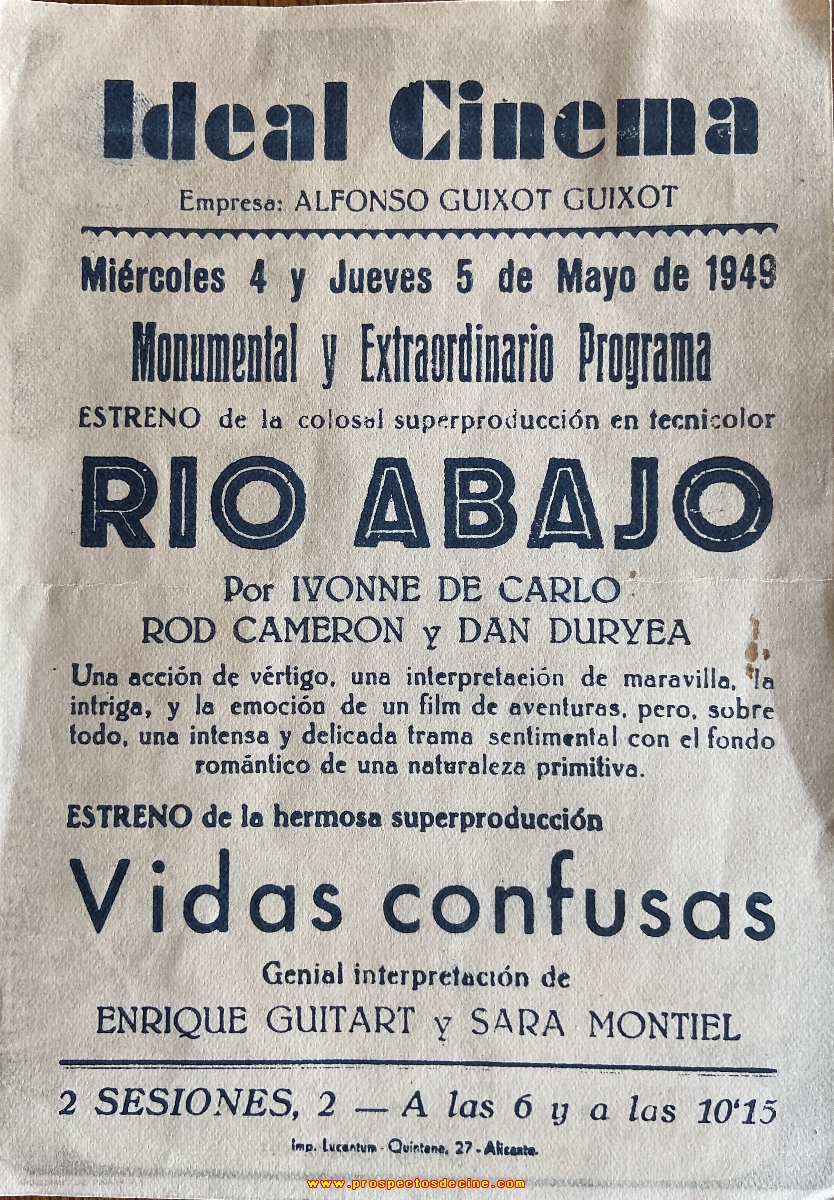 Ideal Cinema
Empresa: ALFONSO GUIXOT GUIXOT
Miércoles 4 y Jueves 5 de Mayo de 1949
Monumental y Extraordinario Programa
ESTRENO de la colosal superproducción en tecnicolor
RIO ABAJO
Por IVONNE DE CARLO
ROD CAMERON y DAN DURYEA
Una acción de vértigo, una interpretación de maravilla, la
intriga, y la emoción de un film de aventuras, pero, sobre
todo, una intensa y delicada trama sentimental con el fondo
romántico de una naturaleza primitiva.
ESTRENO de la hermosa superproducción
Vidas confusas
Genial interpretación de
ENRIQUE GUITART y SARA MONTIEL
2 SESIONES, 2 — A las 6 y a las 10‘15
Imp. Lucentum - Quintana, 27 - Alicante.
www.prospectosdecine.com